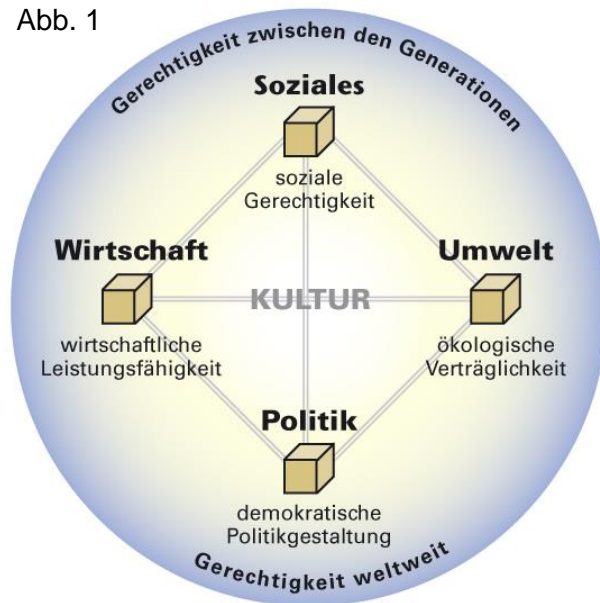 Abb. 1
Gerechtigkeit zwischen den Generationen
Soziales
soziale
Gerechtigkeit
Wirtschaft
wirtschaftliche
Leistungsfähigkeit
KULTUR
Umwelt
ökologische
Verträglichkeit
Politik
demokratische
Politikgestaltung
Gerechtigkeit weltweit